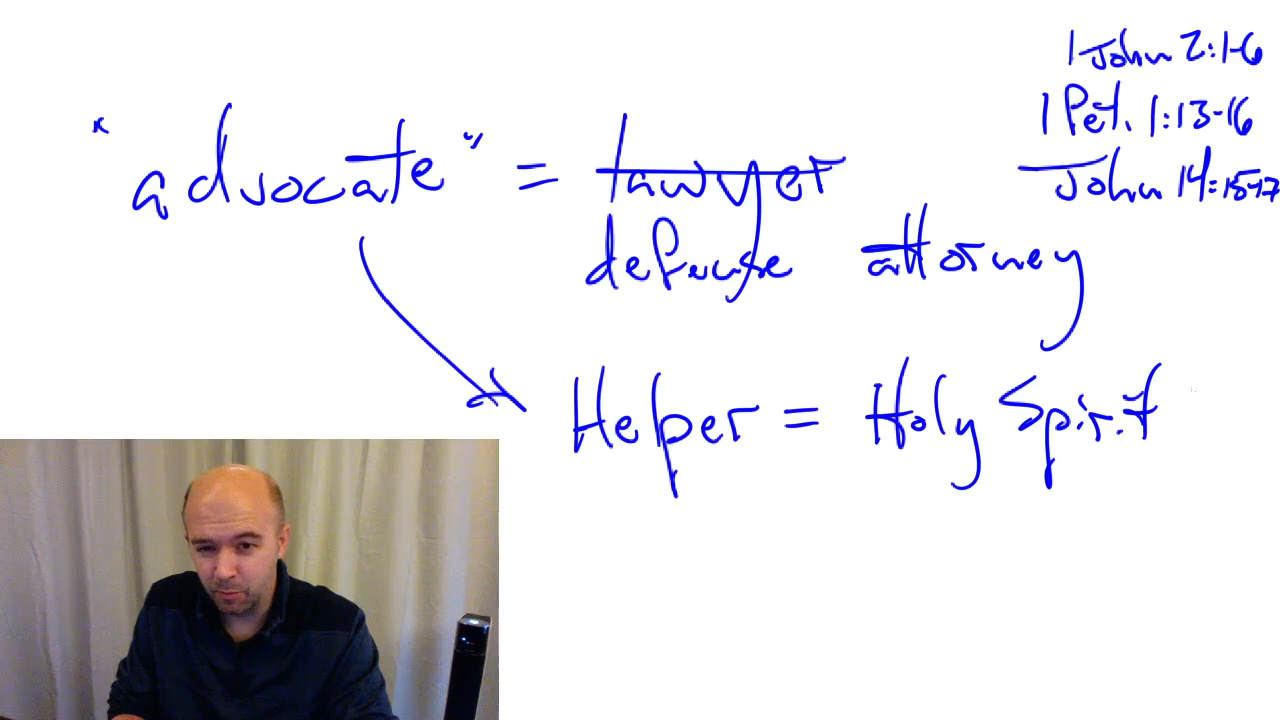 1 John 2:1-6
1 Pet. 1:13-16
John 14:15-17
"advocate" = lawyer
defense attorney
Helper = Holy Spirit